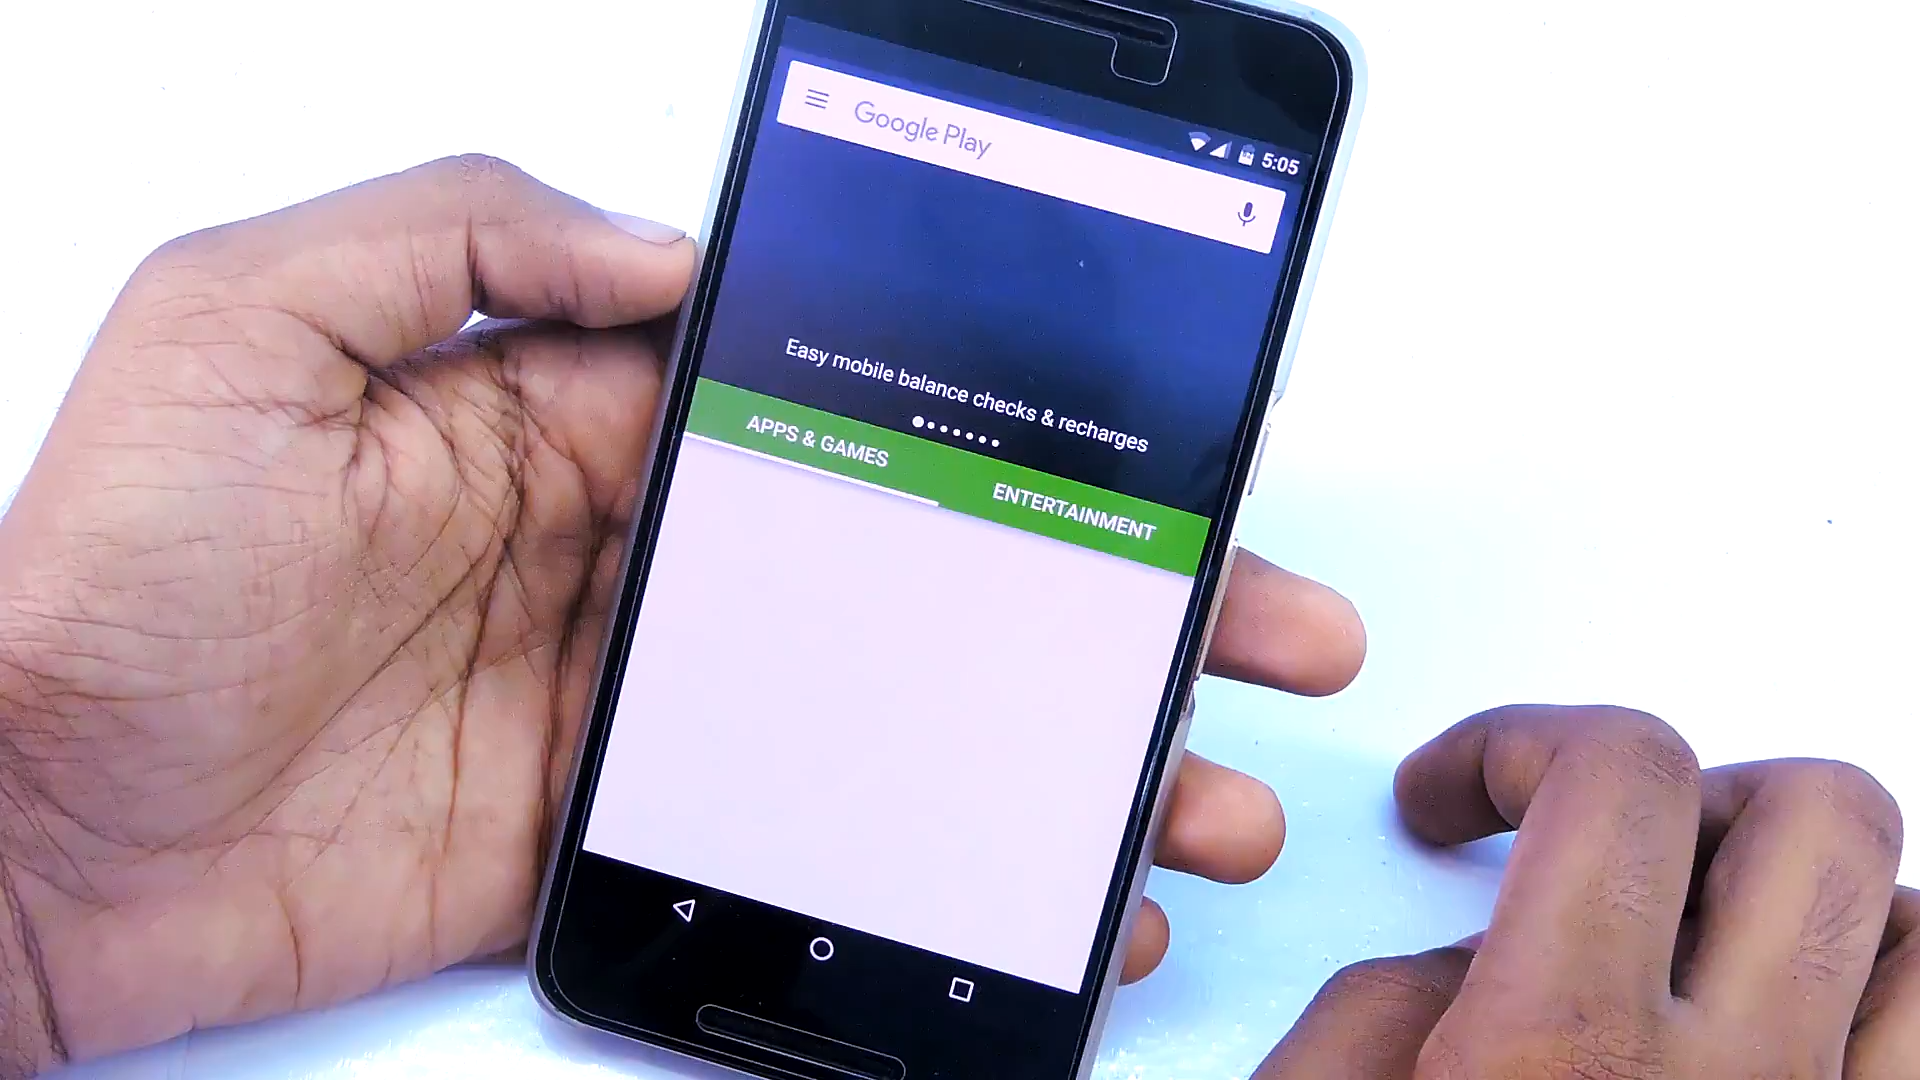 5:05
Google Play
Easy mobile balance checks & recharges
APPS & GAMES
ENTERTAINMENT